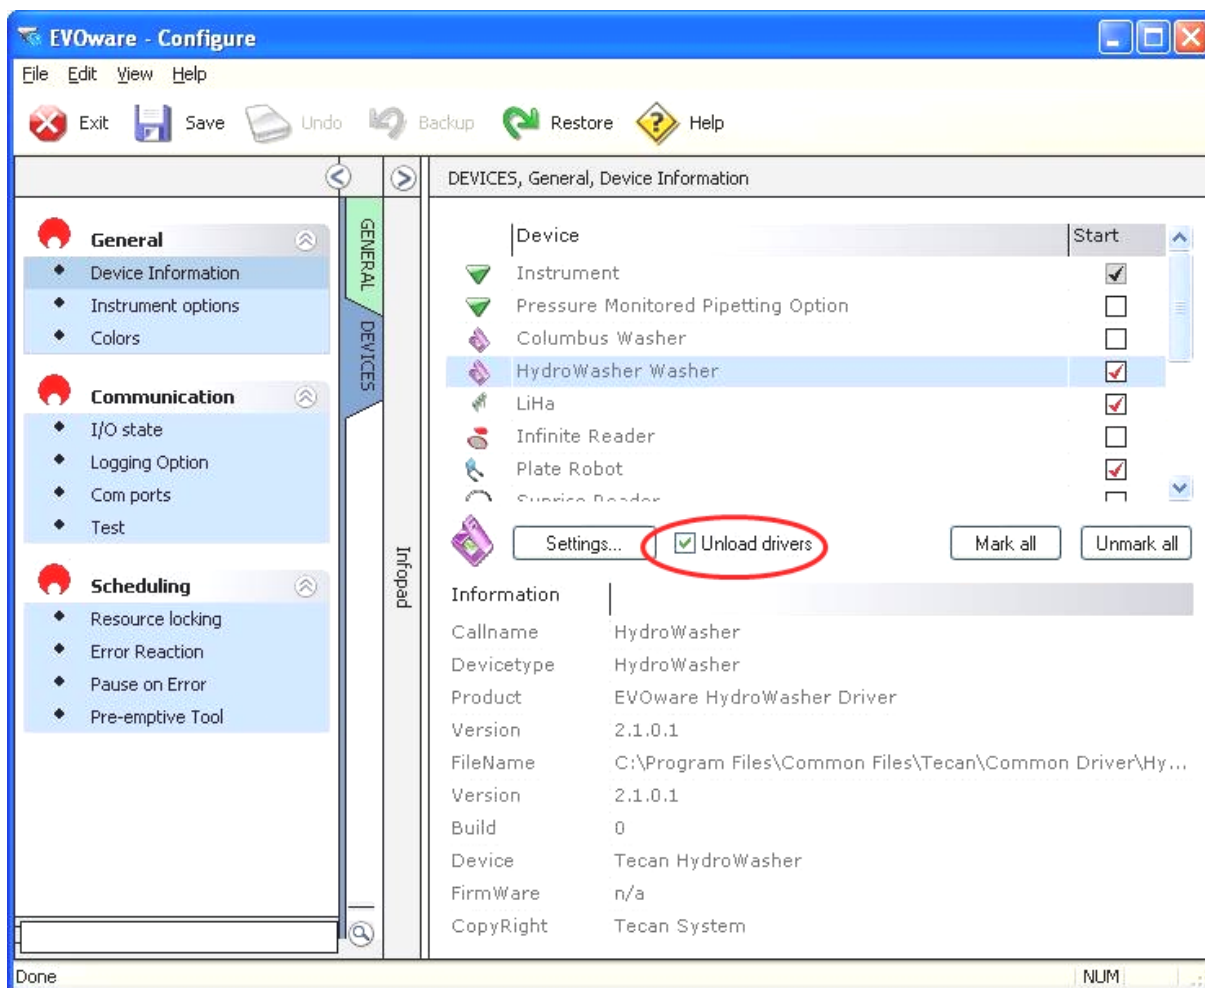 EVOware - Configure
File Edit View Help
Exit Save Undo Backup Restore Help
DEVICES, General, Device Information
General
Device Information
Instrument options
Colors
Communication
I/O state
Logging Option
Com ports
Test
Scheduling
Resource locking
Error Reaction
Pause on Error
Pre-emptive Tool
GENERAL
DEVICES
Infopad
Device Start
Instrument
Pressure Monitored Pipetting Option
Columbus Washer
HydroWasher Washer
LiHa
Infinite Reader
Plate Robot
Sunrise Reader
Settings... Unload drivers Mark all Unmark all
Information
Callname HydroWasher
Devicetype HydroWasher
Product EVOware HydroWasher Driver
Version 2.1.0.1
FileName C:\Program Files\Common Files\Tecan\Common Driver\Hy...
Version 2.1.0.1
Build 0
Device Tecan HydroWasher
FirmWare n/a
CopyRight Tecan System
Done NUM